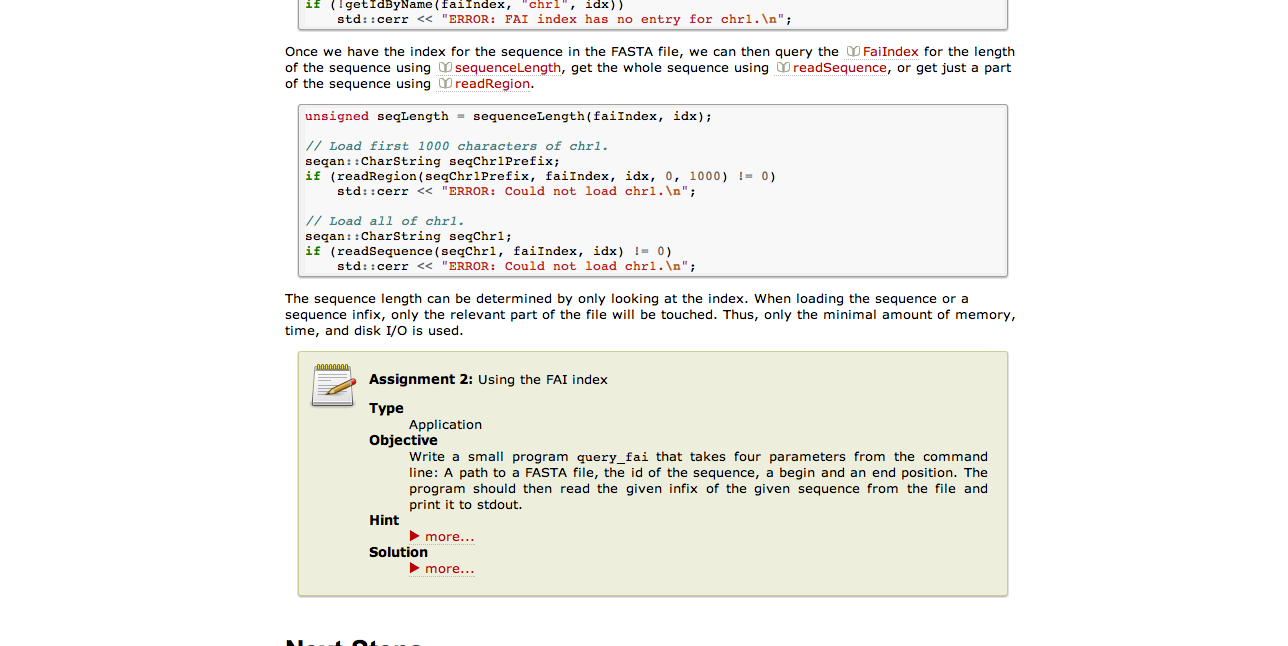 if (!getIdByName(faiIndex, "chr1", idx))
    std::cerr << "ERROR: FAI index has no entry for chr1.\n";
Once we have the index for the sequence in the FASTA file, we can then query the FaiIndex for the length
of the sequence using sequenceLength, get the whole sequence using readSequence, or get just a part
of the sequence using readRegion.
unsigned seqLength = sequenceLength(faiIndex, idx);
// Load first 1000 characters of chr1.
seqan::CharString seqChr1Prefix;
if (readRegion(seqChr1Prefix, faiIndex, idx, 0, 1000) != 0)
    std::cerr << "ERROR: Could not load chr1.\n";
// Load all of chr1.
seqan::CharString seqChr1;
if (readSequence(seqChr1, faiIndex, idx) != 0)
    std::cerr << "ERROR: Could not load chr1.\n";
The sequence length can be determined by only looking at the index. When loading the sequence or a
sequence infix, only the relevant part of the file will be touched. Thus, only the minimal amount of memory,
time, and disk I/O is used.
Assignment 2: Using the FAI index
Type
Application
Objective
Write a small program query_fai that takes four parameters from the command
line: A path to a FASTA file, the id of the sequence, a begin and an end position. The
program should then read the given infix of the given sequence from the file and
print it to stdout.
Hint
more...
Solution
more...
Next Steps